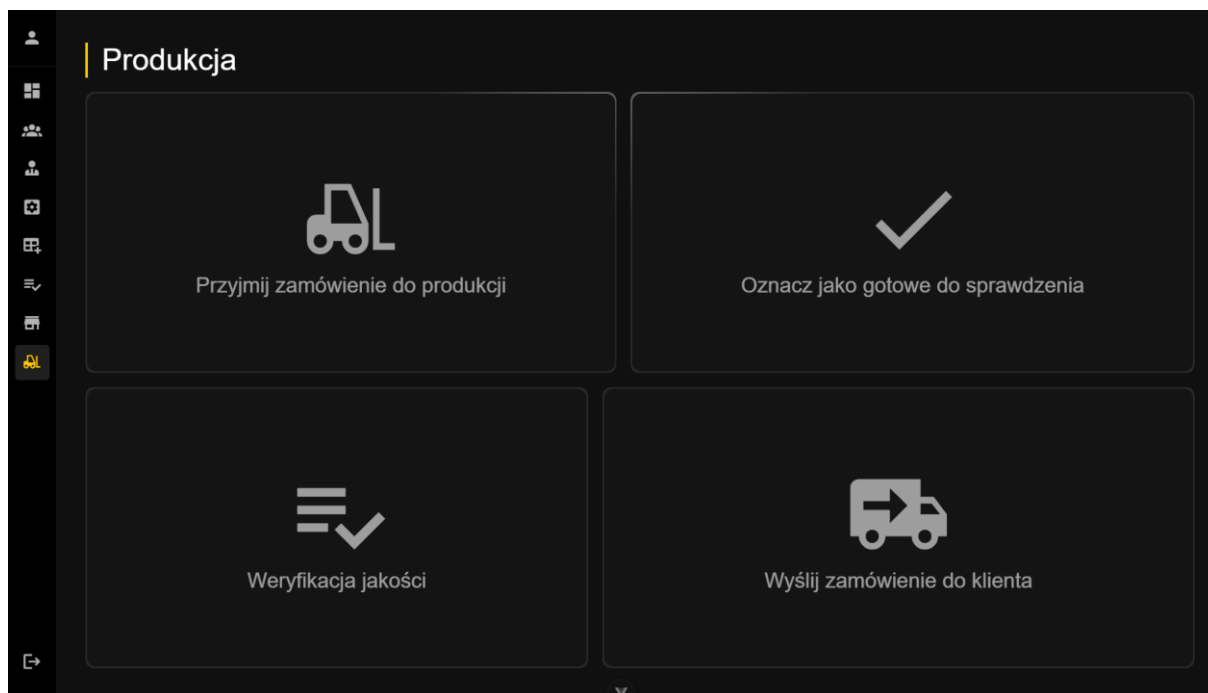 Produkcja
Przyjmij zamówienie do produkcji
Oznacz jako gotowe do sprawdzenia
Weryfikacja jakości
Wyślij zamówienie do klienta